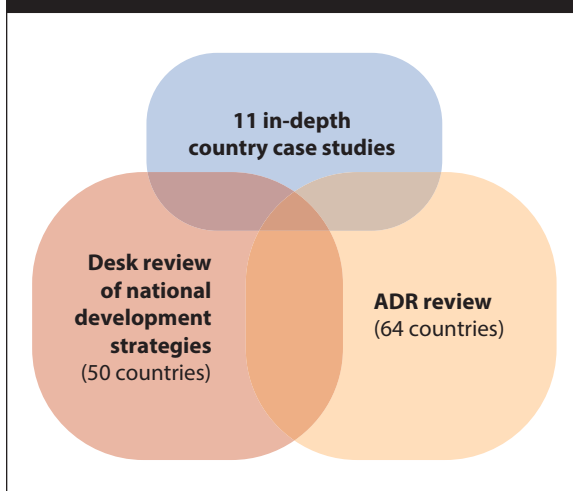 11 in-depth
country case studies
Desk review
of national
development
strategies
(50 countries)
ADR review
(64 countries)